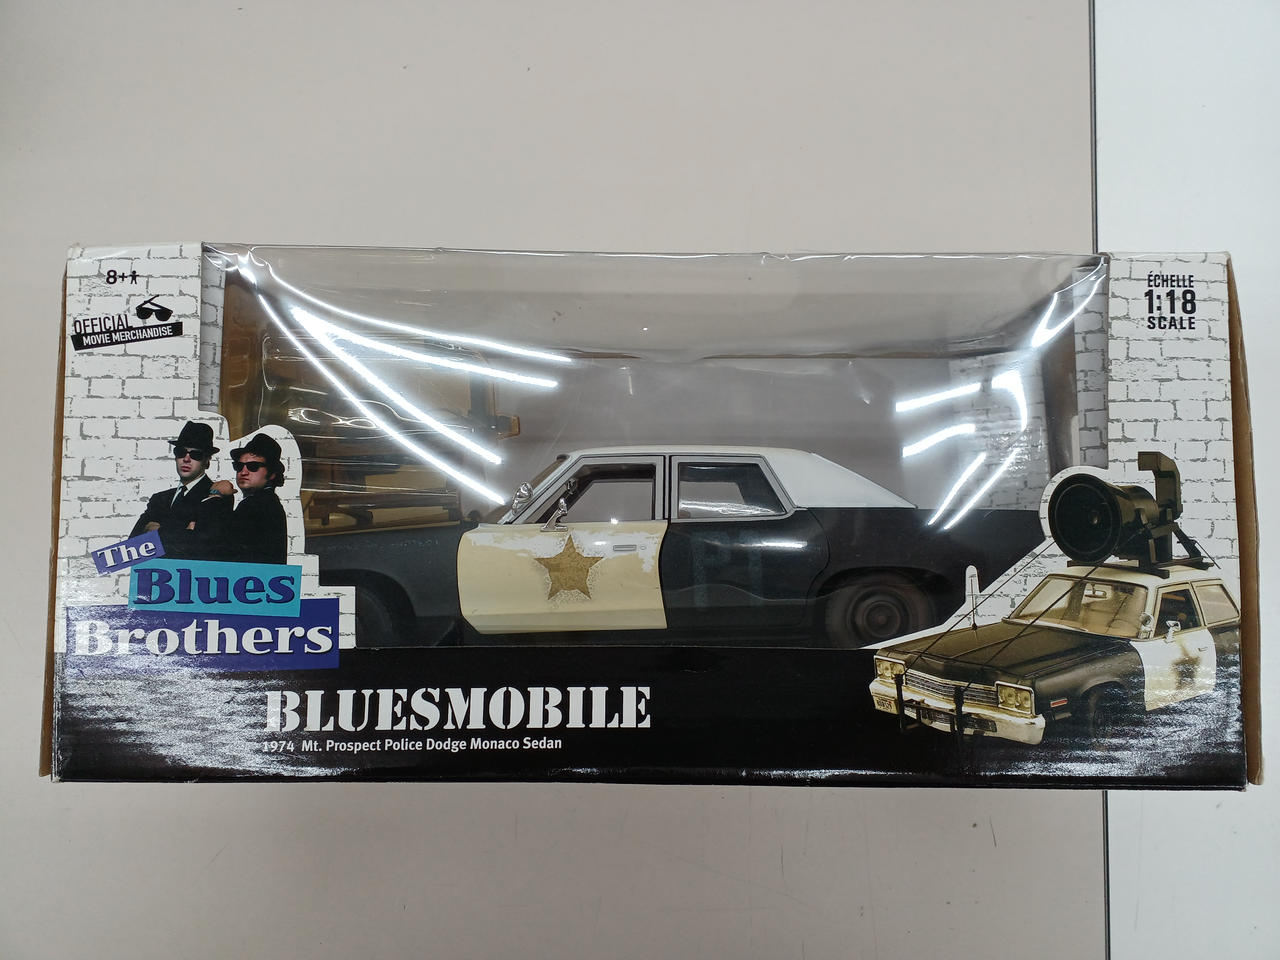 8+
OFFICIAL
MOVIE MERCHANDISE
ÉCHELLE
1:18
SCALE
The
Blues
Brothers
BLUESMOBILE
1974 Mt. Prospect Police Dodge Monaco Sedan